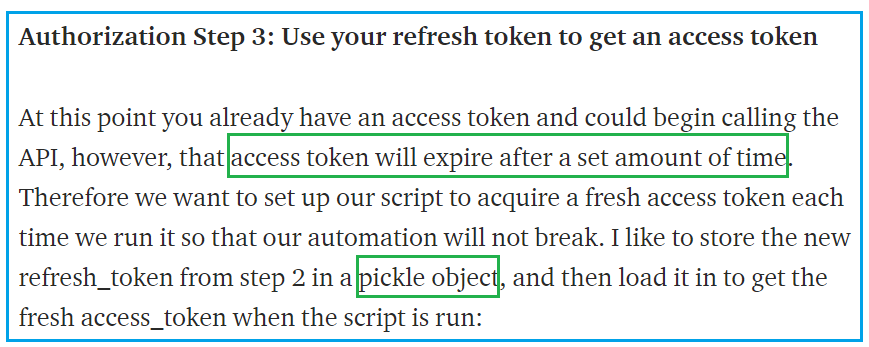 Authorization Step 3: Use your refresh token to get an access token
At this point you already have an access token and could begin calling the
API, however, that access token will expire after a set amount of time.
Therefore we want to set up our script to acquire a fresh access token each
time we run it so that our automation will not break. I like to store the new
refresh_token from step 2 in a pickle object, and then load it in to get the
fresh access_token when the script is run: